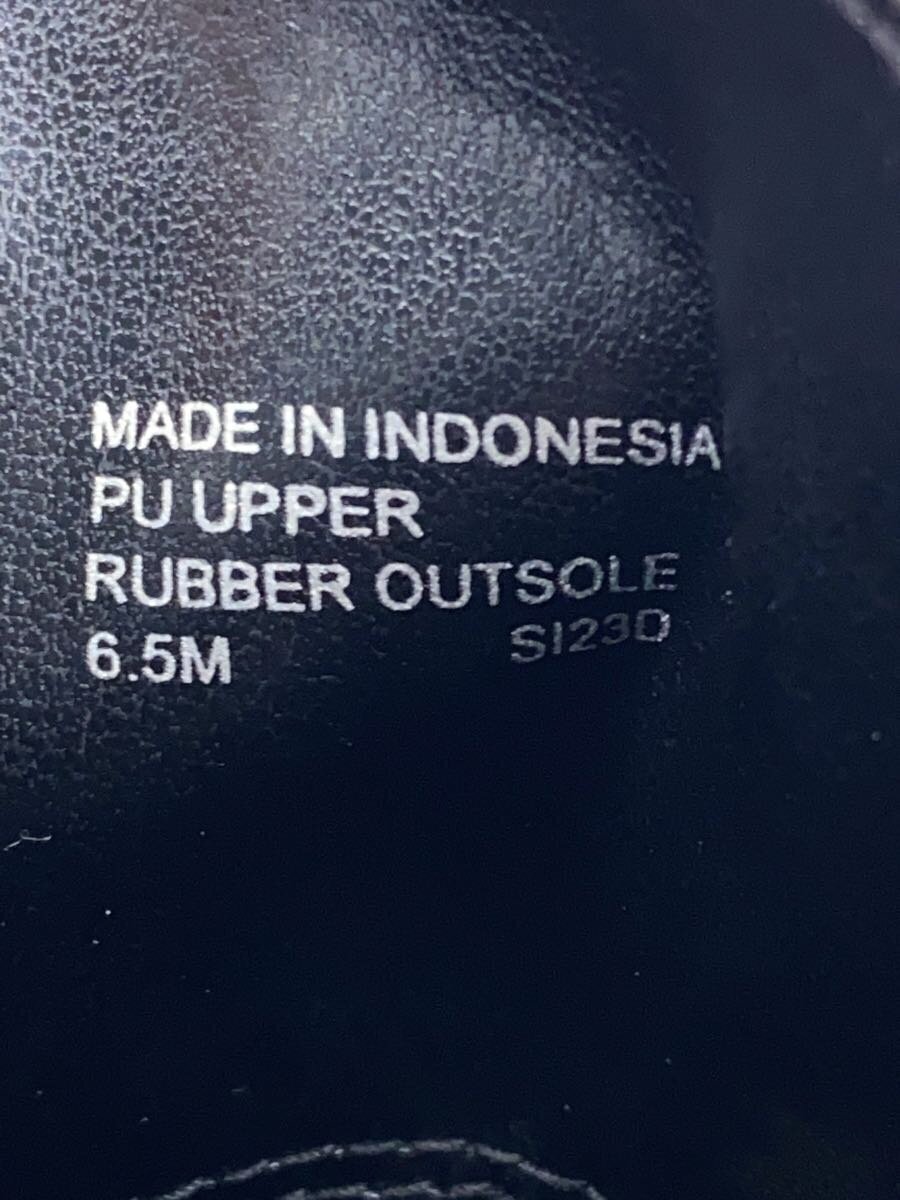 MADE IN INDONESIA
PU UPPER
RUBBER OUTSOLE
6.5M SI23D